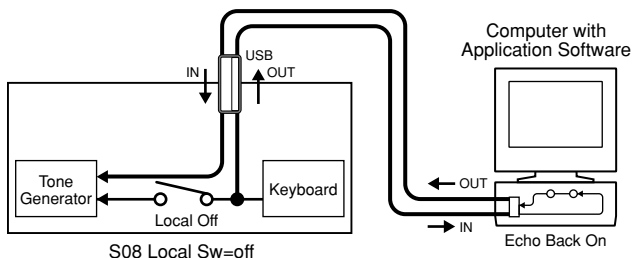 Computer with
Application Software
USB
IN
OUT
Tone
Generator
Keyboard
Local Off
OUT
IN
Echo Back On
S08 Local Sw=off